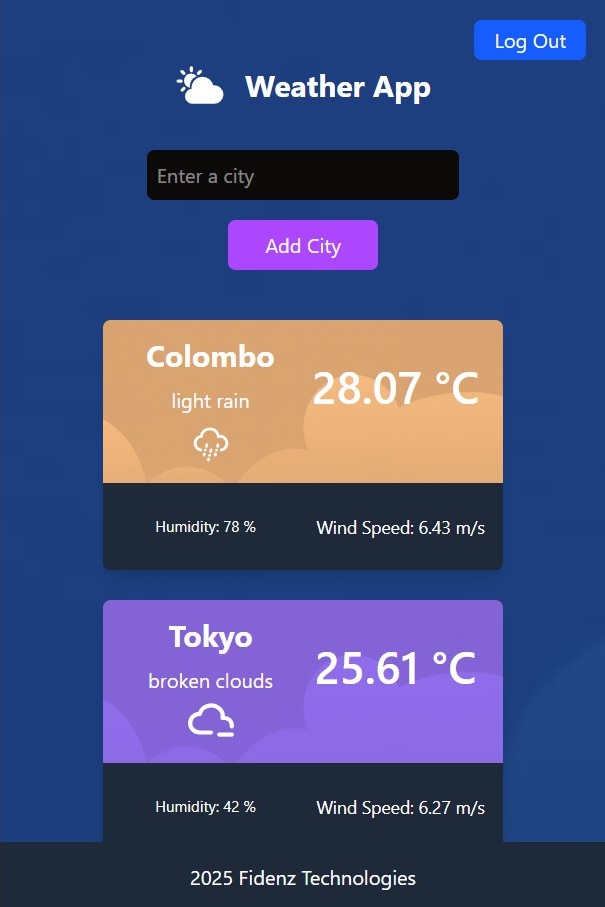 Log Out
Weather App
Enter a city
Add City
Colombo
light rain
28.07 °C
Humidity: 78 %
Wind Speed: 6.43 m/s
Tokyo
broken clouds
25.61 °C
Humidity: 42 %
Wind Speed: 6.27 m/s
2025 Fidenz Technologies